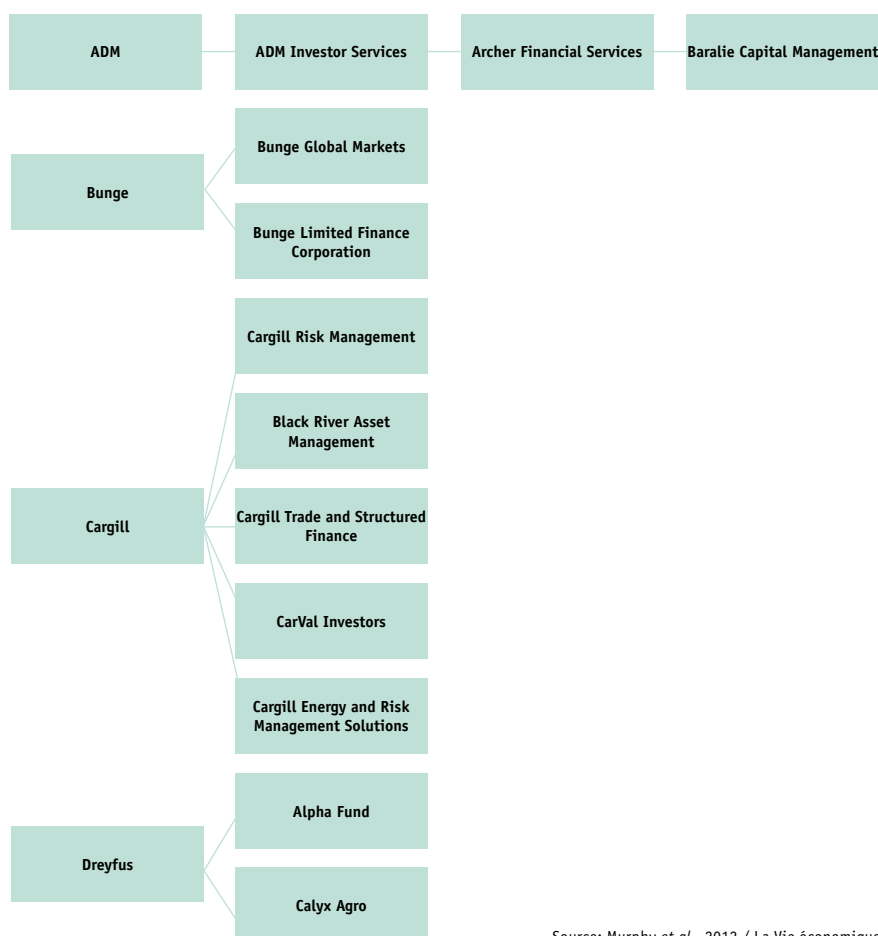 ADM
ADM Investor Services
Archer Financial Services
Baralie Capital Management
Bunge Global Markets
Bunge
Bunge Limited Finance
Corporation
Cargill Risk Management
Black River Asset
Management
Cargill
Cargill Trade and Structured
Finance
CarVal Investors
Cargill Energy and Risk
Management Solutions
Alpha Fund
Dreyfus
Calyx Agro
Source: Murphy et al., 2012 / La Vie économique